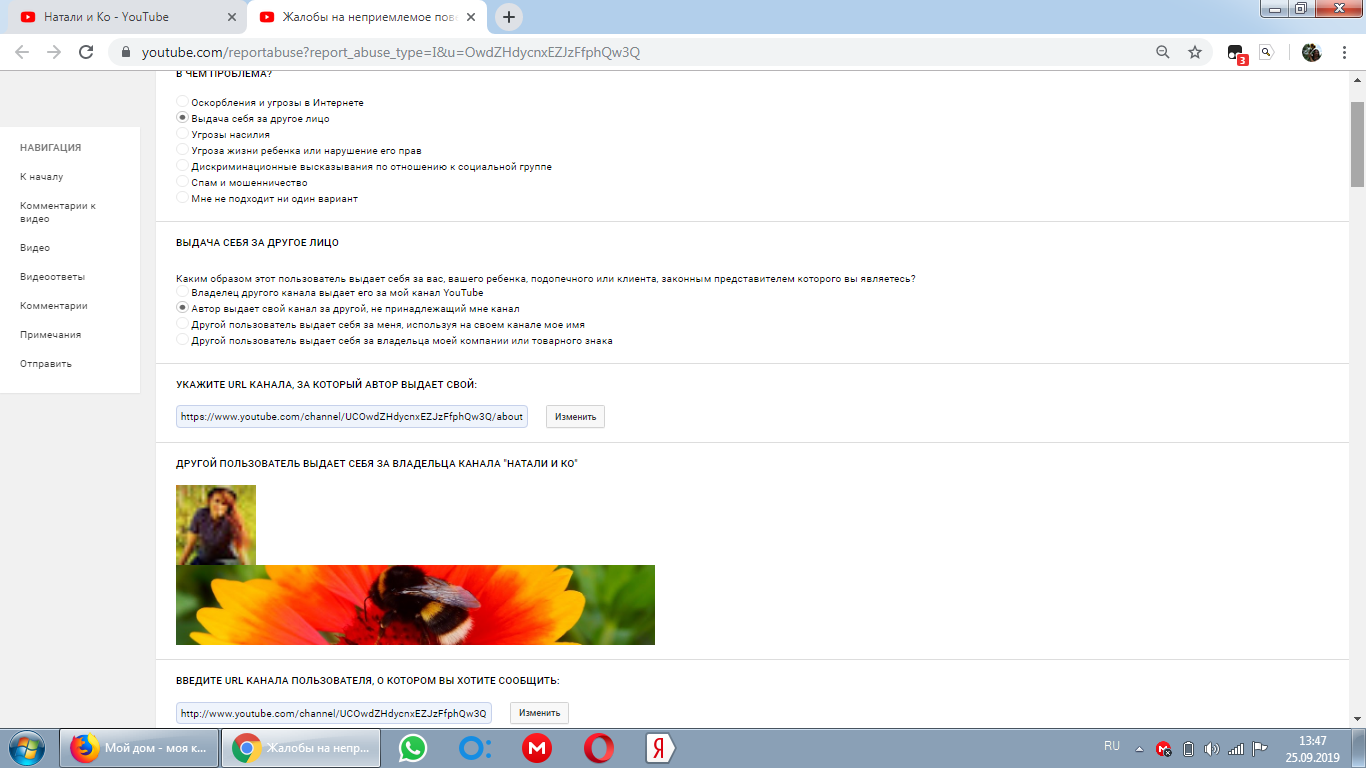 Натали и Ко - YouTube
Жалобы на неприемлемое пов
youtube.com/reportabuse?report_abuse_type=I&u=OwdZHdycnxEZJzFfphQw3Q
3
В ЧЕМ ПРОБЛЕМА?
Оскорбления и угрозы в Интернете
Выдача себя за другое лицо
Угрозы насилия
Угроза жизни ребенка или нарушение его прав
Дискриминационные высказывания по отношению к социальной группе
Спам и мошенничество
Мне не подходит ни один вариант
НАВИГАЦИЯ
К началу
Комментарии к
видео
Видео
Видеоответы
Комментарии
Примечания
Отправить
ВЫДАЧА СЕБЯ ЗА ДРУГОЕ ЛИЦО
Каким образом этот пользователь выдает себя за вас, вашего ребенка, подопечного или клиента, законным представителем которого вы являетесь?
Владелец другого канала выдает его за мой канал YouTube
Автор выдает свой канал за другой, не принадлежащий мне канал
Другой пользователь выдает себя за меня, используя на своем канале мое имя
Другой пользователь выдает себя за владельца моей компании или товарного знака
УКАЖИТЕ URL КАНАЛА, ЗА КОТОРЫЙ АВТОР ВЫДАЕТ СВОЙ:
https://www.youtube.com/channel/UCOwdZHdycnxEZJzFfphQw3Q/about
Изменить
ДРУГОЙ ПОЛЬЗОВАТЕЛЬ ВЫДАЕТ СЕБЯ ЗА ВЛАДЕЛЬЦА КАНАЛА "НАТАЛИ И КО"
ВВЕДИТЕ URL КАНАЛА ПОЛЬЗОВАТЕЛЯ, О КОТОРОМ ВЫ ХОТИТЕ СООБЩИТЬ:
http://www.youtube.com/channel/UCOwdZHdycnxEZJzFfphQw3Q
Изменить
Мой дом - моя к...
Жалобы на непр...
RU
13:47
25.09.2019